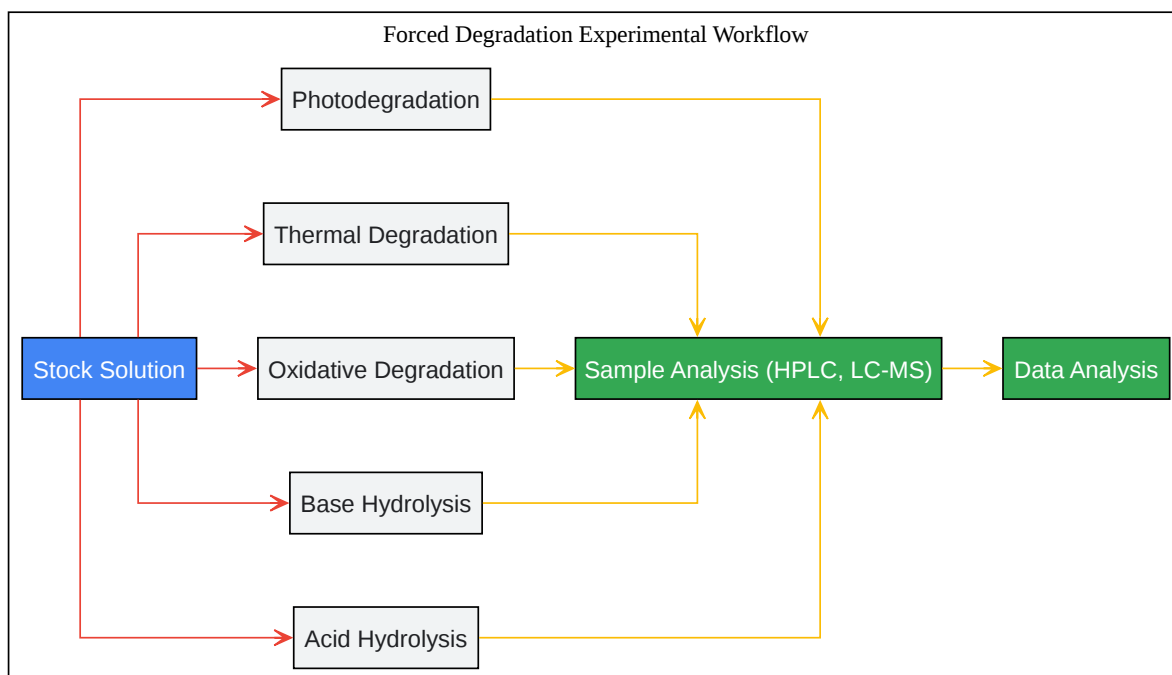 Forced Degradation Experimental Workflow
Photodegradation
Thermal Degradation
Stock Solution
Oxidative Degradation
Sample Analysis (HPLC, LC-MS)
Data Analysis
Base Hydrolysis
Acid Hydrolysis